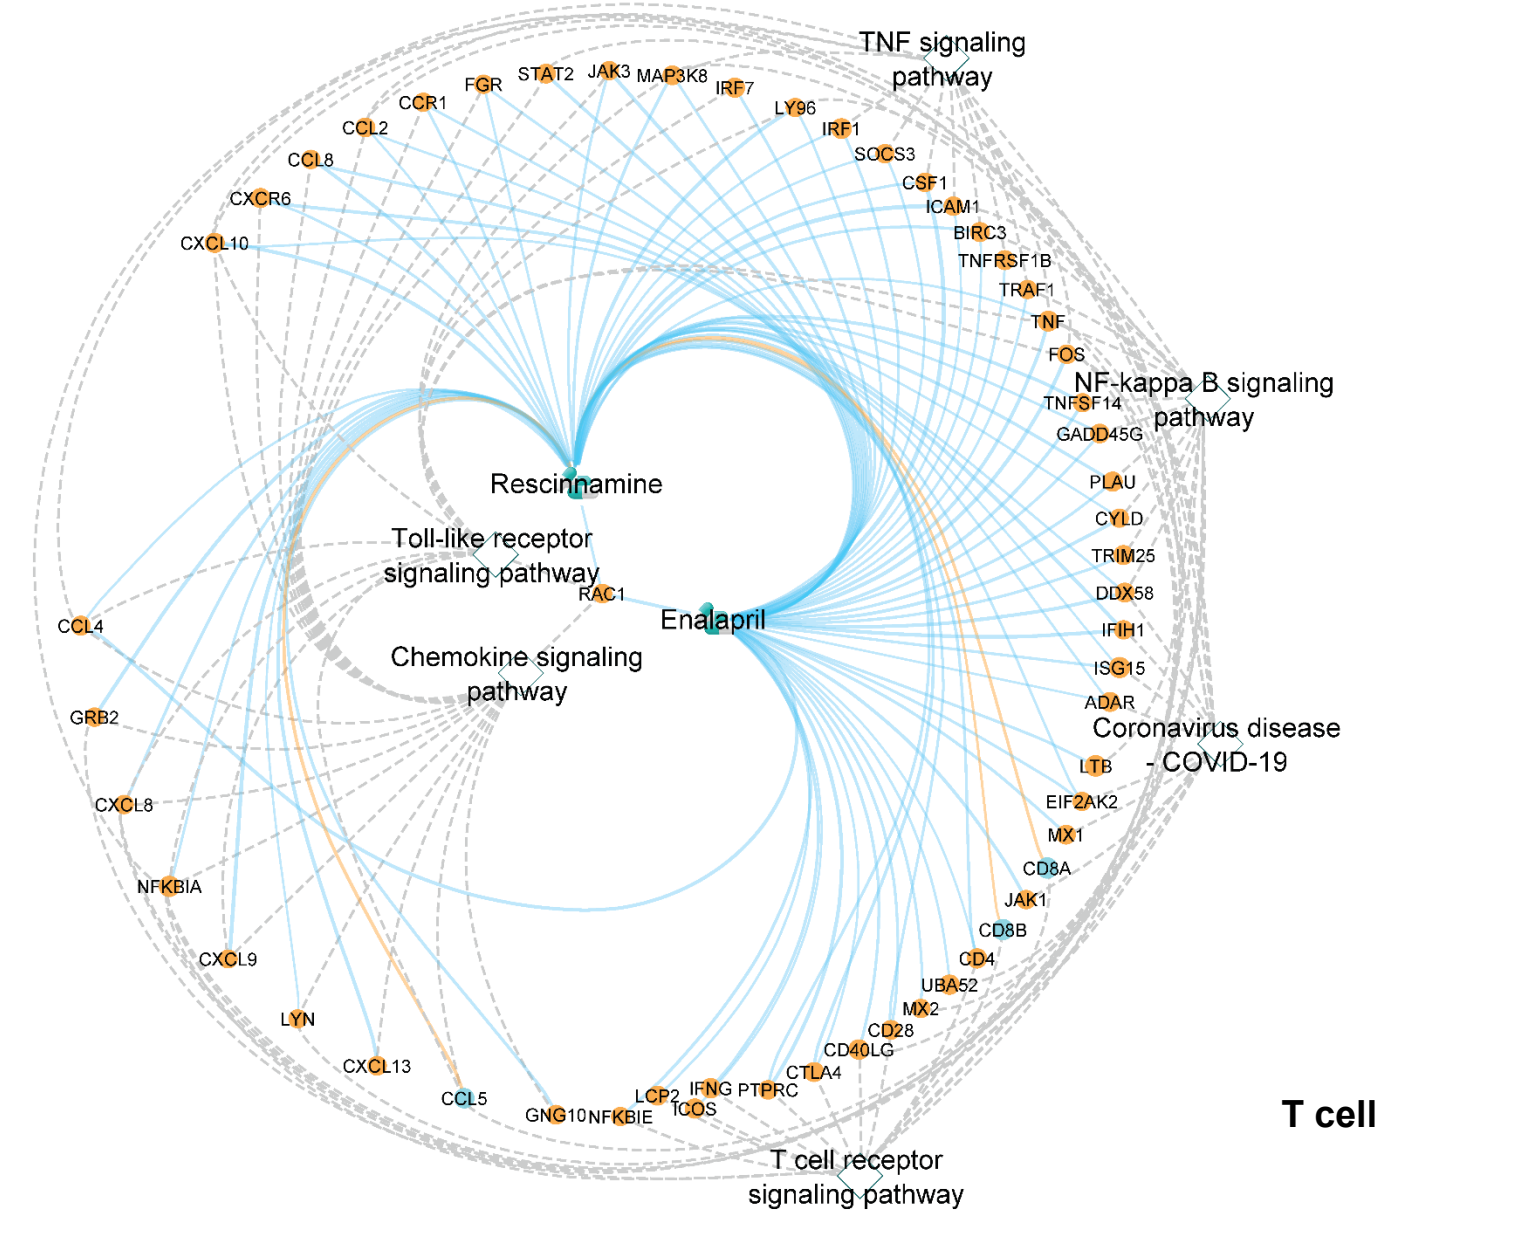 TNF signaling
pathway
STAT2
JAK3
MAP3K8
FGR
IRF7
CCR1
LY96
CCL2
IRF1
CCL8
SOCS3
CSF1
CXCR6
ICAM1
BIRC3
CXCL10
TNFRSF1B
TRAF1
TNF
FOS
NF-kappa B signaling
pathway
TNFSF14
GADD45G
PLAU
Rescinnamine
CYLD
Toll-like receptor
signaling pathway
TRIM25
RAC1
DDX58
Enalapril
CCL4
IFIH1
Chemokine signaling
pathway
ISG15
ADAR
GRB2
Coronavirus disease
- COVID-19
LTB
CXCL8
EIF2AK2
MX1
CD8A
NFKBIA
JAK1
CD8B
CXCL9
CD4
UBA52
MX2
LYN
CD28
CD40LG
CXCL13
CTLA4
CCL5
LCP2
IFNG
PTPRC
ICOS
GNG10
NFKBIE
T cell
T cell receptor
signaling pathway